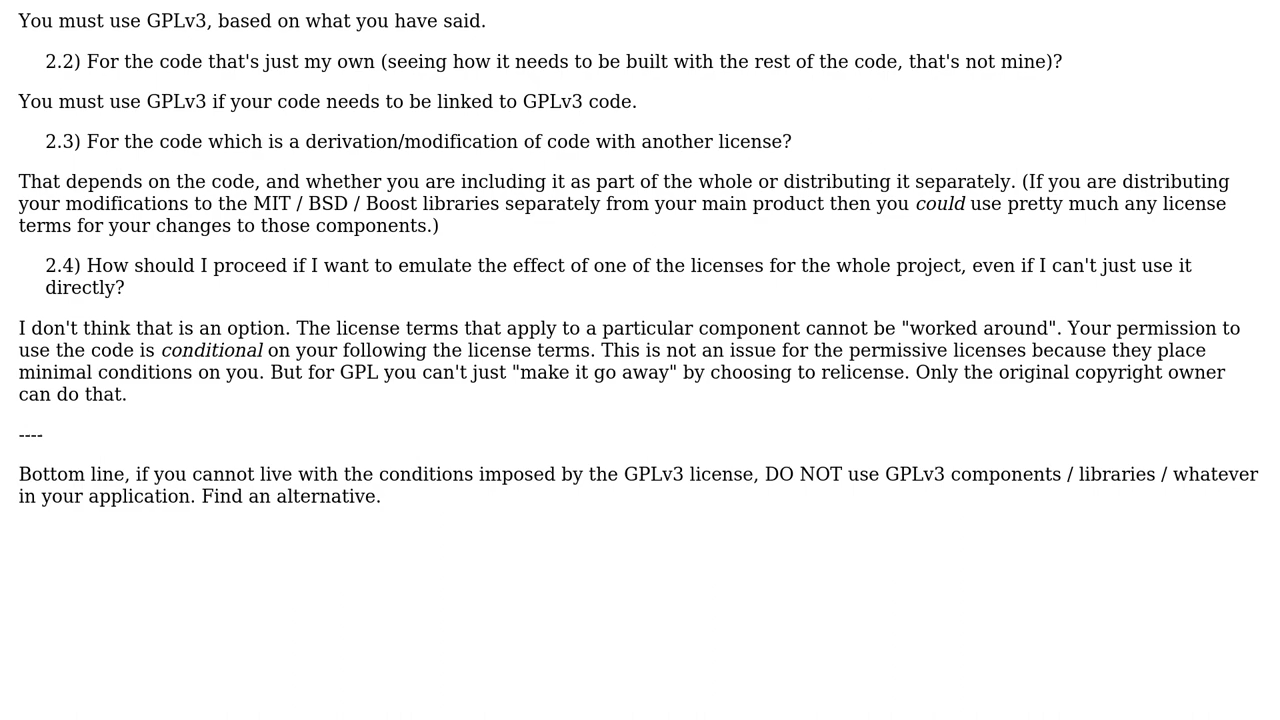 You must use GPLv3, based on what you have said.
2.2) For the code that's just my own (seeing how it needs to be built with the rest of the code, that's not mine)?
You must use GPLv3 if your code needs to be linked to GPLv3 code.
2.3) For the code which is a derivation/modification of code with another license?
That depends on the code, and whether you are including it as part of the whole or distributing it separately. (If you are distributing
your modifications to the MIT / BSD / Boost libraries separately from your main product then you could use pretty much any license
terms for your changes to those components.)
2.4) How should I proceed if I want to emulate the effect of one of the licenses for the whole project, even if I can't just use it
directly?
I don't think that is an option. The license terms that apply to a particular component cannot be "worked around". Your permission to
use the code is conditional on your following the license terms. This is not an issue for the permissive licenses because they place
minimal conditions on you. But for GPL you can't just "make it go away" by choosing to relicense. Only the original copyright owner
can do that.
----
Bottom line, if you cannot live with the conditions imposed by the GPLv3 license, DO NOT use GPLv3 components / libraries / whatever
in your application. Find an alternative.